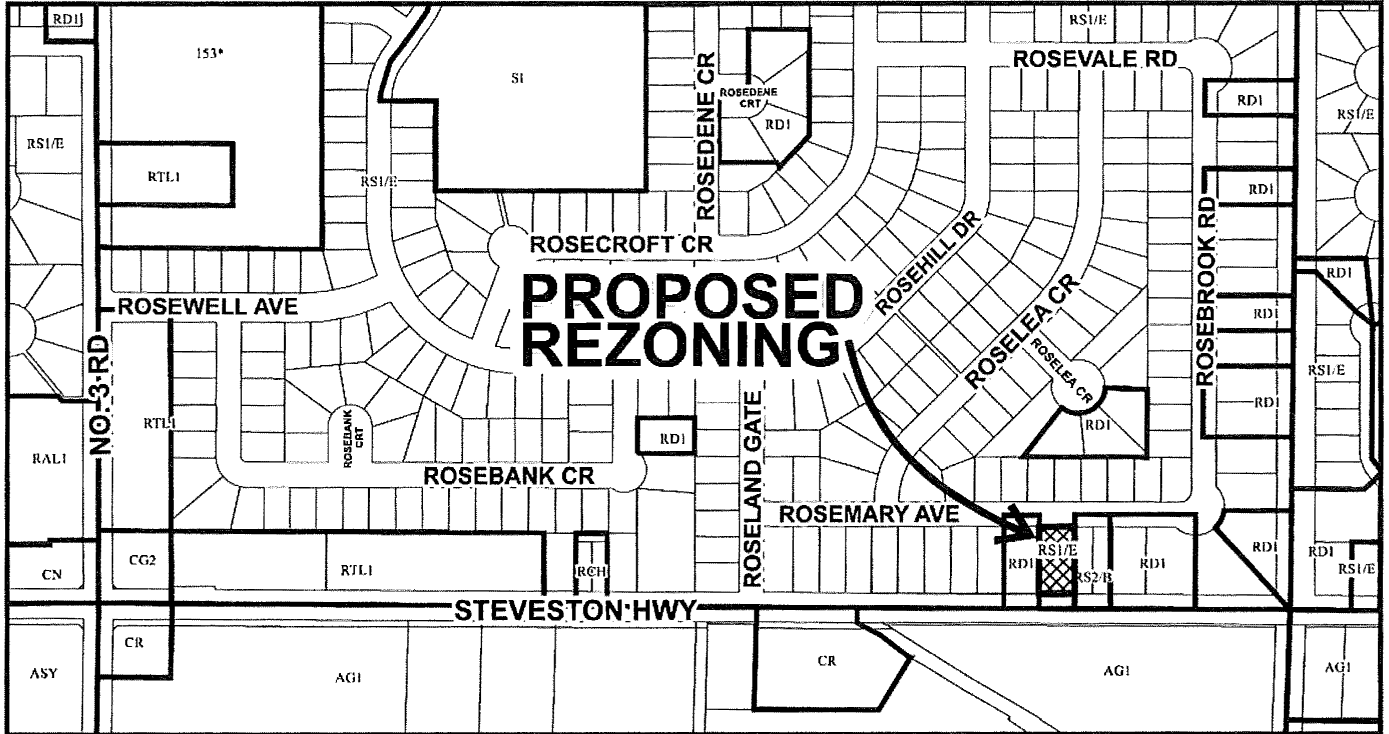 RD1
RS1/E
ROSEVALE RD
153*
S1
ROSEDENE CR
ROSEDENE
CRT
RD1
RD1
RS1/E
RS1/E
RTL1
RS1/E
RD1
ROSEBROOK RD
ROSECROFT CR
ROSEHILL DR
PROPOSED
REZONING
RD1
ROSEWELL AVE
RD1
NO. 3 RD
ROSELEA CR
ROSELEA CR
RS1/E
RTL1
ROSEBANK
CRT
ROSELAND GATE
RD1
RD1
RD1
RAL1
ROSEBANK CR
ROSEMARY AVE
CN
CG2
RTL1
RCH
RD1
RS1/E
RS2/B
RD1
RD1
RD1
RS1/E
STEVESTON HWY
CR
ASY
AG1
CR
AG1
AG1